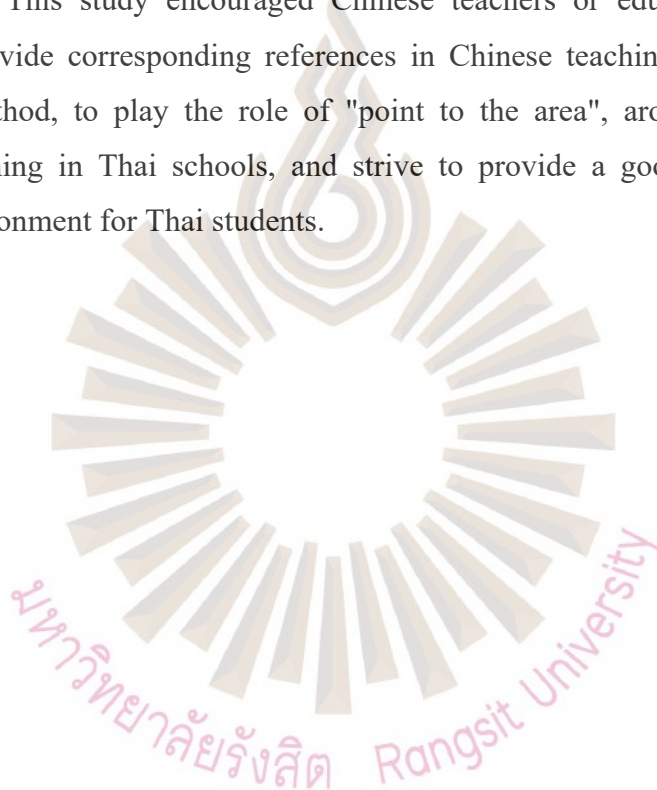 This study encouraged Chinese teachers or edu
vide corresponding references in Chinese teachin
thod, to play the role of "point to the area", aro
ning in Thai schools, and strive to provide a goo
onment for Thai students.
มหาวิทยาลัยรังสิต Rangsit University